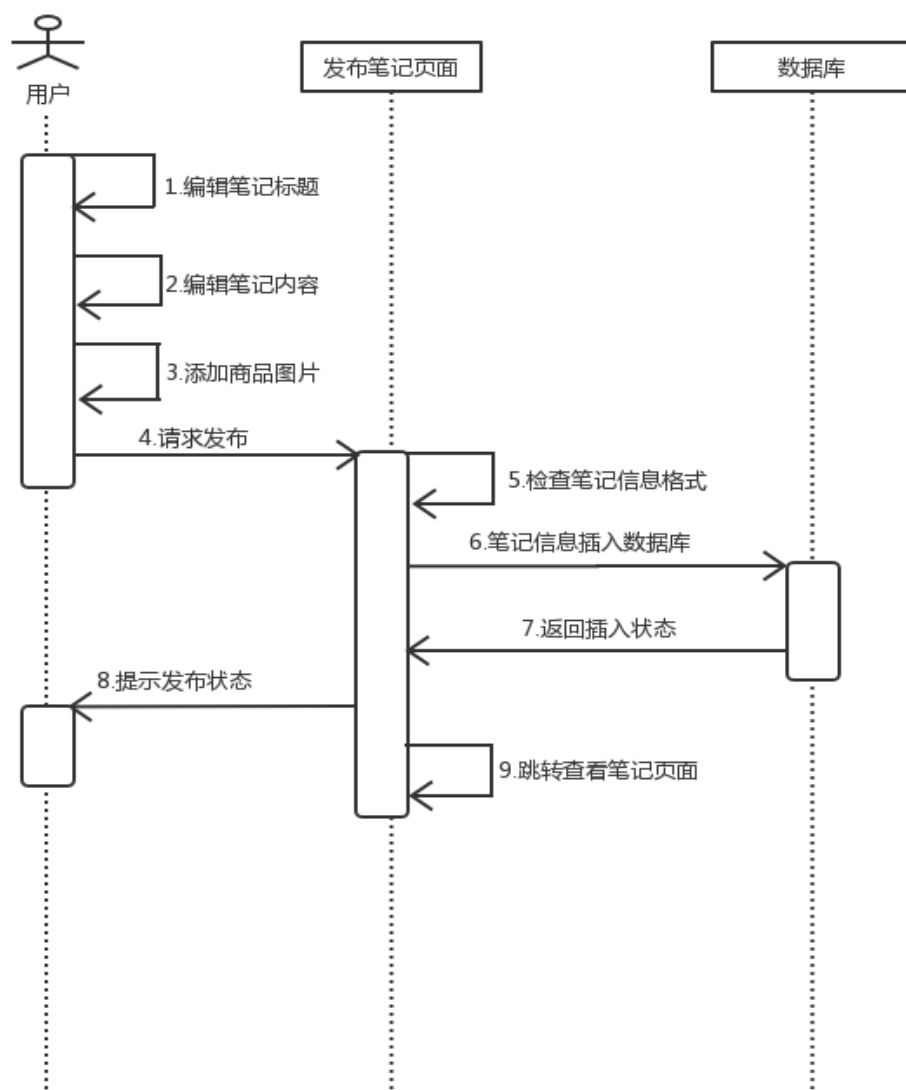 用户
发布笔记页面
数据库
1.编辑笔记标题
2.编辑笔记内容
3.添加商品图片
4.请求发布
5.检查笔记信息格式
6.笔记信息插入数据库
7.返回插入状态
8.提示发布状态
9.跳转查看笔记页面